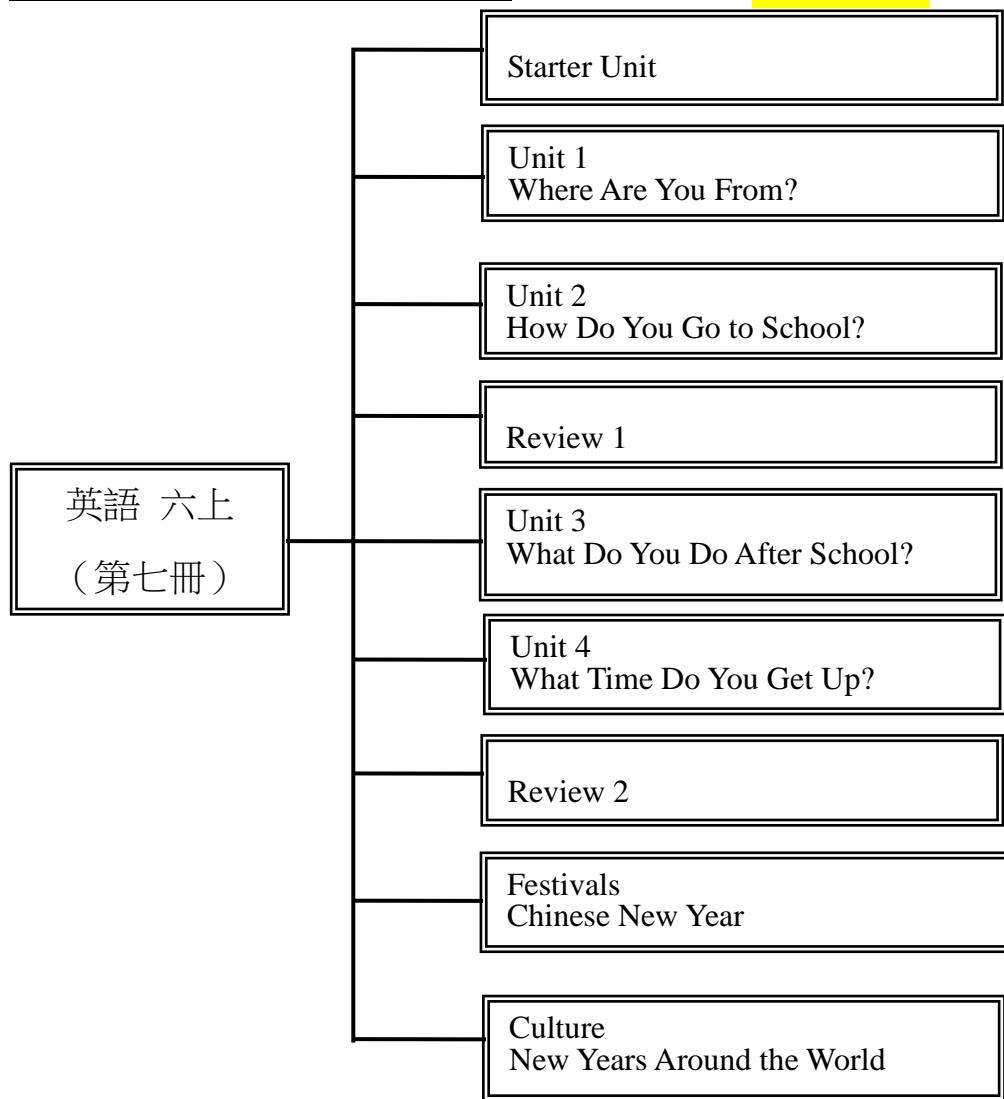 Starter Unit
Unit 1
Where Are You From?
Unit 2
How Do You Go to School?
Review 1
英語 六上
（第七冊）
Unit 3
What Do You Do After School?
Unit 4
What Time Do You Get Up?
Review 2
Festivals
Chinese New Year
Culture
New Years Around the World